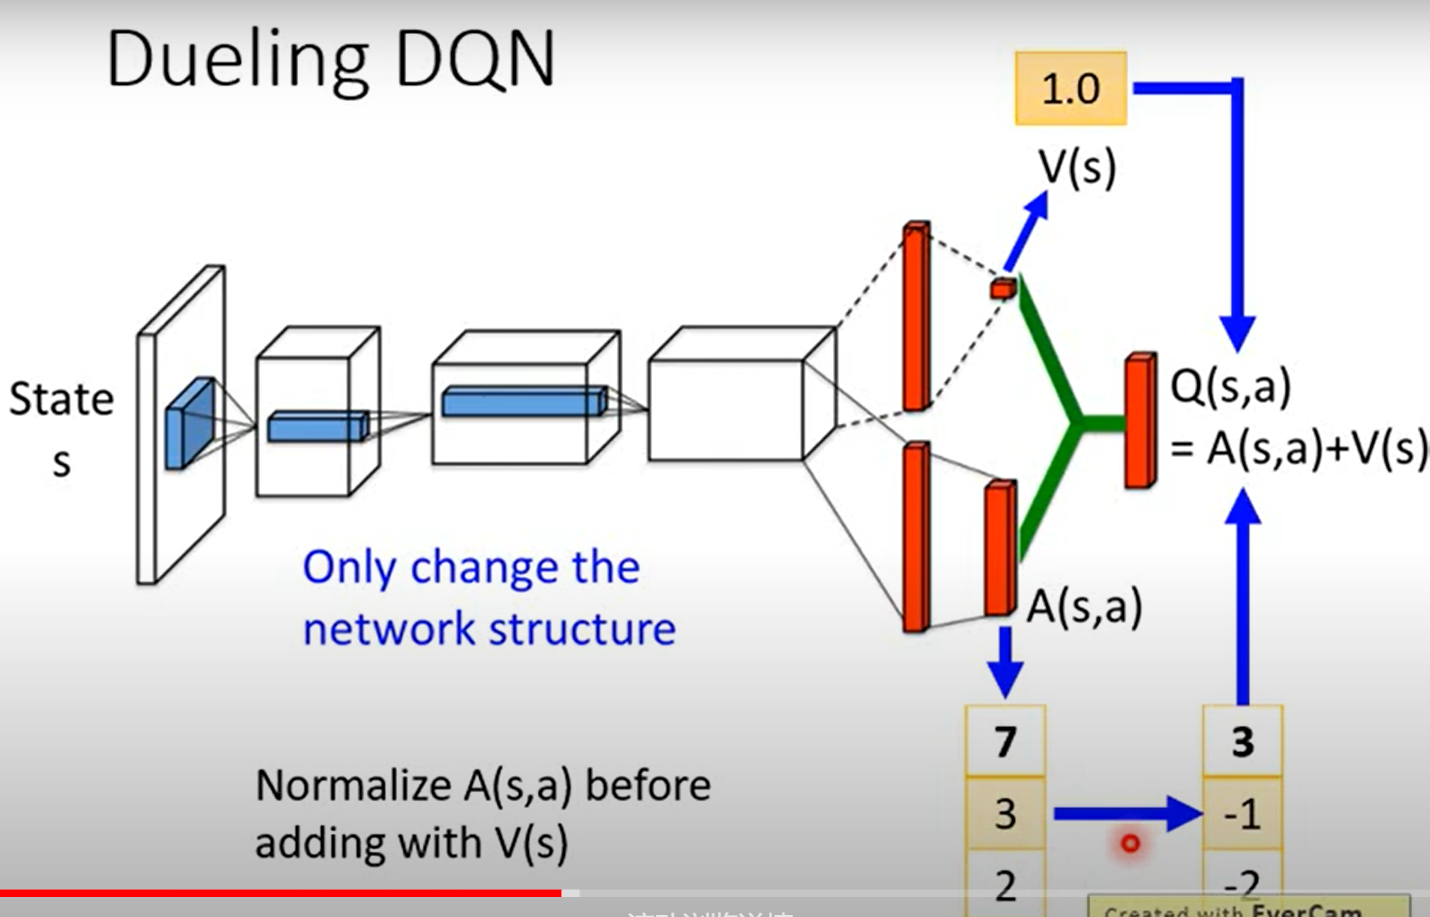 Dueling DQN
1.0
V(s)
State
s
Q(s,a)
= A(s,a)+V(s)
Only change the
network structure
A(s,a)
Normalize A(s,a) before
adding with V(s)
7
3
2
3
-1
-2
Created with EverCam